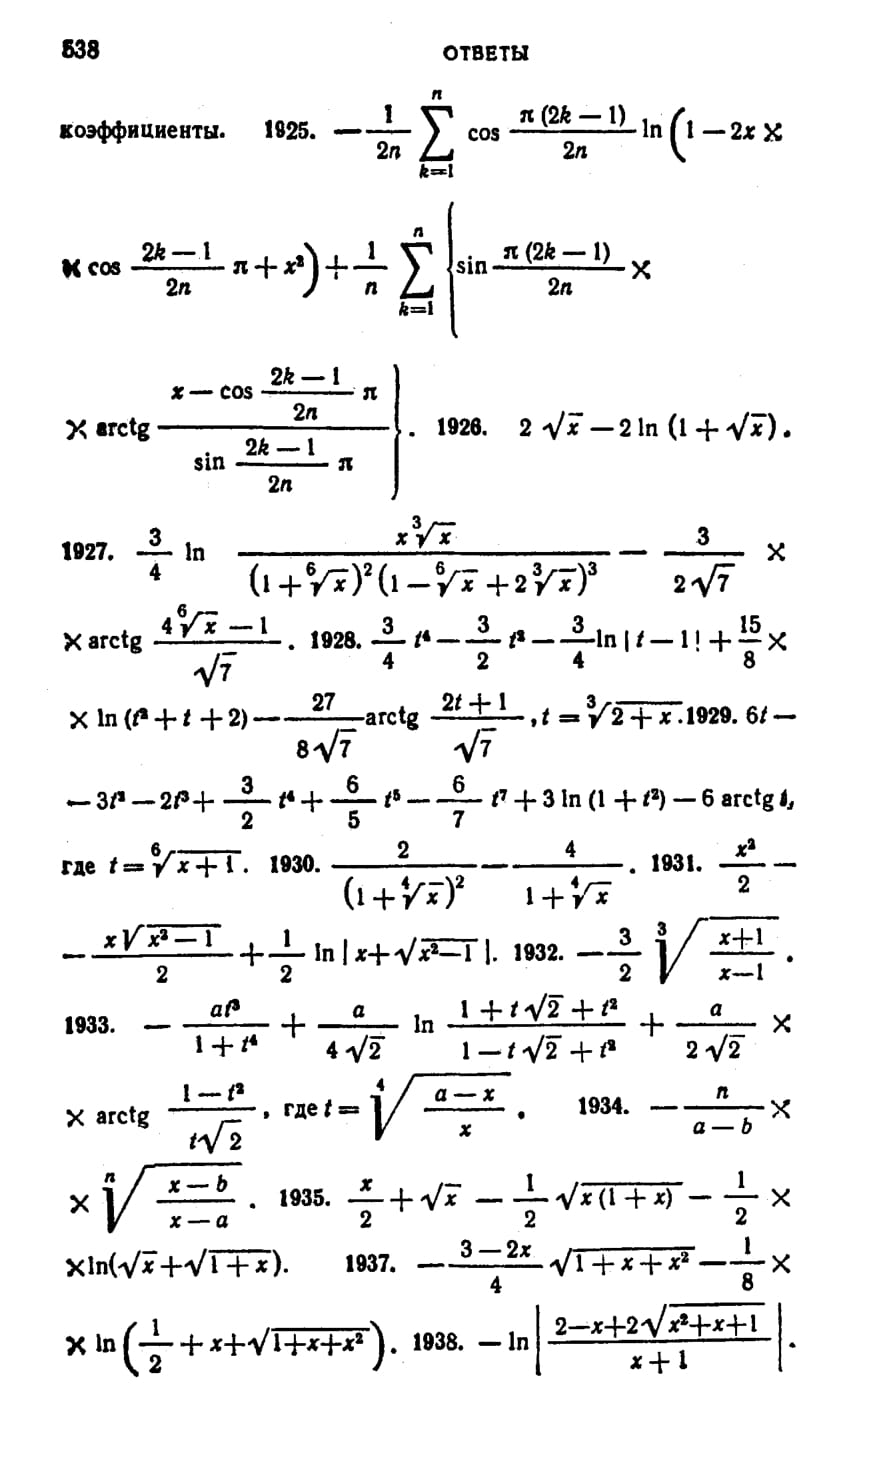 538 ОТВЕТЫ
коэффициенты. 1925. $-\frac{1}{2n} \sum_{k=1}^{n} \cos \frac{\pi (2k-1)}{2n} \ln \Big(1-2x \times$
$\times \cos \frac{2k-1}{2n} \pi + x^2\Big) + \frac{1}{n} \sum_{k=1}^{n} \Big\{ \sin \frac{\pi (2k-1)}{2n} \times$
$\times \operatorname{arctg} \frac{x - \cos \frac{2k-1}{2n} \pi}{\sin \frac{2k-1}{2n} \pi} \Big\}.$ 1926. $2\sqrt{x} - 2 \ln (1+\sqrt{x}).$
1927. $\frac{3}{4} \ln \frac{x\sqrt[3]{x}}{(1+\sqrt[6]{x})^2 (1-\sqrt[6]{x}+2\sqrt[3]{x})^3} - \frac{3}{2\sqrt{7}} \times$
$\times \operatorname{arctg} \frac{4\sqrt[6]{x}-1}{\sqrt{7}}.$ 1928. $\frac{3}{4} t^4 - \frac{3}{2} t^2 - \frac{3}{4} \ln |t-1| + \frac{15}{8} \times$
$\times \ln (t^2+t+2) - \frac{27}{8\sqrt{7}} \operatorname{arctg} \frac{2t+1}{\sqrt{7}}, t = \sqrt[3]{2+x}.$ 1929. $6t -$
$- 3t^2 - 2t^3 + \frac{3}{2} t^4 + \frac{6}{5} t^5 - \frac{6}{7} t^7 + 3 \ln (1+t^2) - 6 \operatorname{arctg} t,$
где $t = \sqrt[6]{x+1}.$ 1930. $\frac{2}{(1+\sqrt[4]{x})^2} - \frac{4}{1+\sqrt[4]{x}}.$ 1931. $\frac{x^2}{2} -$
$- \frac{x\sqrt{x^2-1}}{2} + \frac{1}{2} \ln |x+\sqrt{x^2-1}|.$ 1932. $-\frac{3}{2} \sqrt[3]{\frac{x+1}{x-1}}.$
1933. $-\frac{at^3}{1+t^4} + \frac{a}{4\sqrt{2}} \ln \frac{1+t\sqrt{2}+t^2}{1-t\sqrt{2}+t^2} + \frac{a}{2\sqrt{2}} \times$
$\times \operatorname{arctg} \frac{1-t^2}{t\sqrt{2}},$ где $t = \sqrt[4]{\frac{a-x}{x}}.$ 1934. $-\frac{n}{a-b} \times$
$\times \sqrt[n]{\frac{x-b}{x-a}}.$ 1935. $\frac{x}{2} + \sqrt{x} - \frac{1}{2} \sqrt{x(1+x)} - \frac{1}{2} \times$
$\times \ln(\sqrt{x}+\sqrt{1+x}).$ 1937. $-\frac{3-2x}{4} \sqrt{1+x+x^2} - \frac{1}{8} \times$
$\times \ln \Big(\frac{1}{2}+x+\sqrt{1+x+x^2}\Big).$ 1938. $-\ln \Big|\frac{2-x+2\sqrt{x^2+x+1}}{x+1}\Big|.$